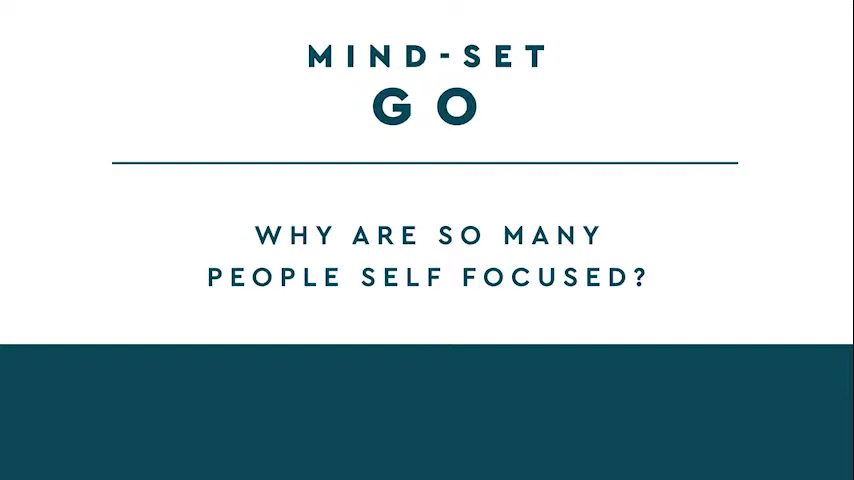 MIND-SET
GO
WHY ARE SO MANY
PEOPLE SELF FOCUSED?